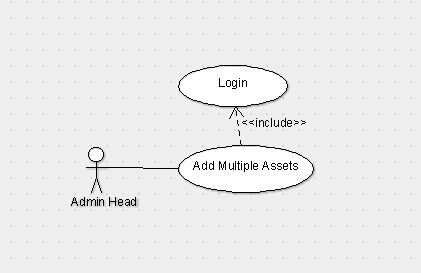 Login
<<include>>
Add Multiple Assets
Admin Head